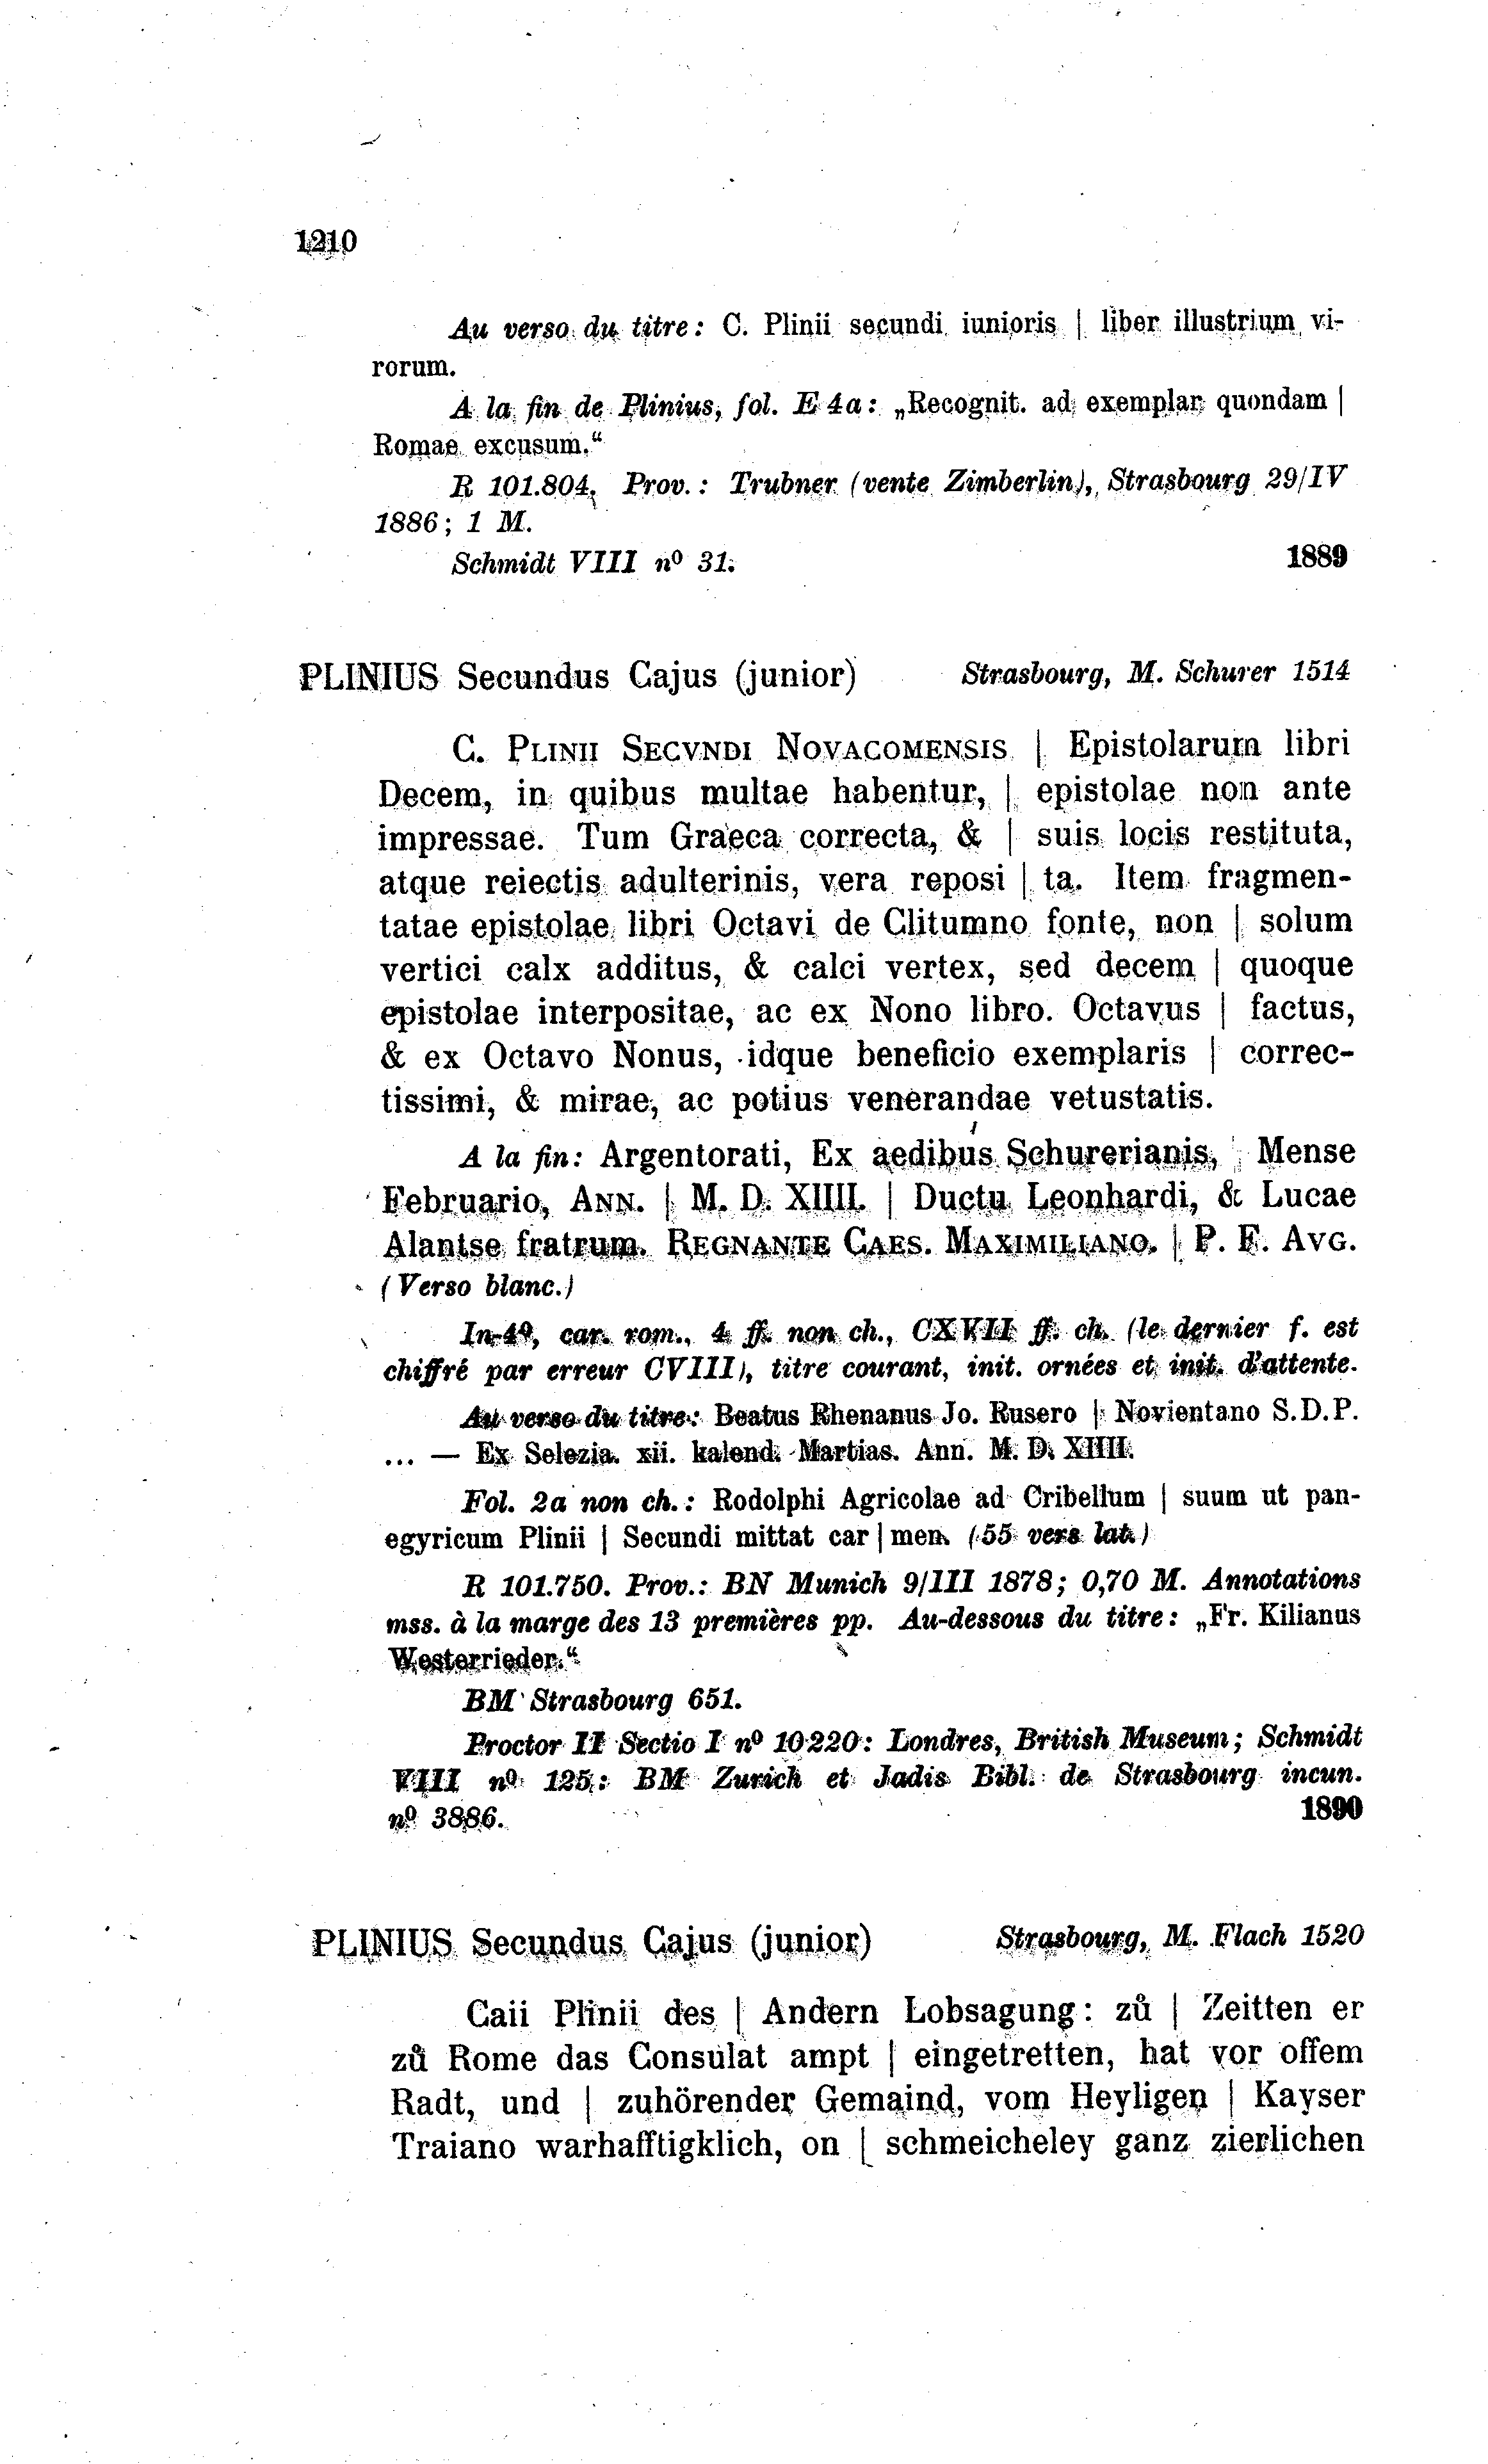 1210
Au verso du titre: C. Plinii secundi iunioris | liber illustrium vi-
rorum.
A la fin de Plinius, fol. E 4a: „Recognit. ad exemplar quondam |
Romae excusum."
R 101.804. Prov.: Trubner (vente Zimberlin), Strasbourg 29/IV
1886; 1 M.
Schmidt VIII nº 31. 1889
PLINIUS Secundus Cajus (junior) Strasbourg, M. Schurer 1514
C. PLINII SECVNDI NOVACOMENSIS | Epistolarum libri
Decem, in quibus multae habentur, | epistolae non ante
impressae. Tum Graeca correcta, & | suis locis restituta,
atque reiectis adulterinis, vera reposi | ta. Item fragmen-
tatae epistolae libri Octavi de Clitumno fonte, non | solum
vertici calx additus, & calci vertex, sed decem | quoque
epistolae interpositae, ac ex Nono libro. Octavus | factus,
& ex Octavo Nonus, idque beneficio exemplaris | correc-
tissimi, & mirae, ac potius venerandae vetustatis.
A la fin: Argentorati, Ex aedibus Schurerianis, Mense
Februario, ANN. | M. D. XIIII. | Ductu Leonhardi, & Lucae
Alantse fratrum. REGNANTE CAES. MAXIMILIANO. | P. F. AVG.
(Verso blanc.)
In-4º, car. rom., 4 ff. non ch., CXVII ff. ch. (le dernier f. est
chiffré par erreur CVIII), titre courant, init. ornées et init. d'attente.
Au verso du titre: Beatus Rhenanus Jo. Rusero | Novientano S.D.P.
... — Ex Selezia. xii. kalend. Martias. Ann. M. D. XIIII.
Fol. 2a non ch.: Rodolphi Agricolae ad Cribellum | suum ut pan-
egyricum Plinii | Secundi mittat car | men. (55 vers lat.)
R 101.750. Prov.: BN Munich 9/III 1878; 0,70 M. Annotations
mss. à la marge des 13 premières pp. Au-dessous du titre: „Fr. Kilianus
Westerrieder."
BM Strasbourg 651.
Proctor II Sectio I nº 10220: Londres, British Museum; Schmidt
VIII nº 125: BM Zurich et Jadis Bibl. de Strasbourg incun.
nº 3886. 1890
PLINIUS Secundus Cajus (junior) Strasbourg, M. Flach 1520
Caii Plinii des | Andern Lobsagung: zů | Zeitten er
zů Rome das Consulat ampt | eingetretten, hat vor offem
Radt, und | zuhörender Gemaind, vom Heyligen | Kayser
Traiano warhafftigklich, on | schmeicheley ganz zierlichen